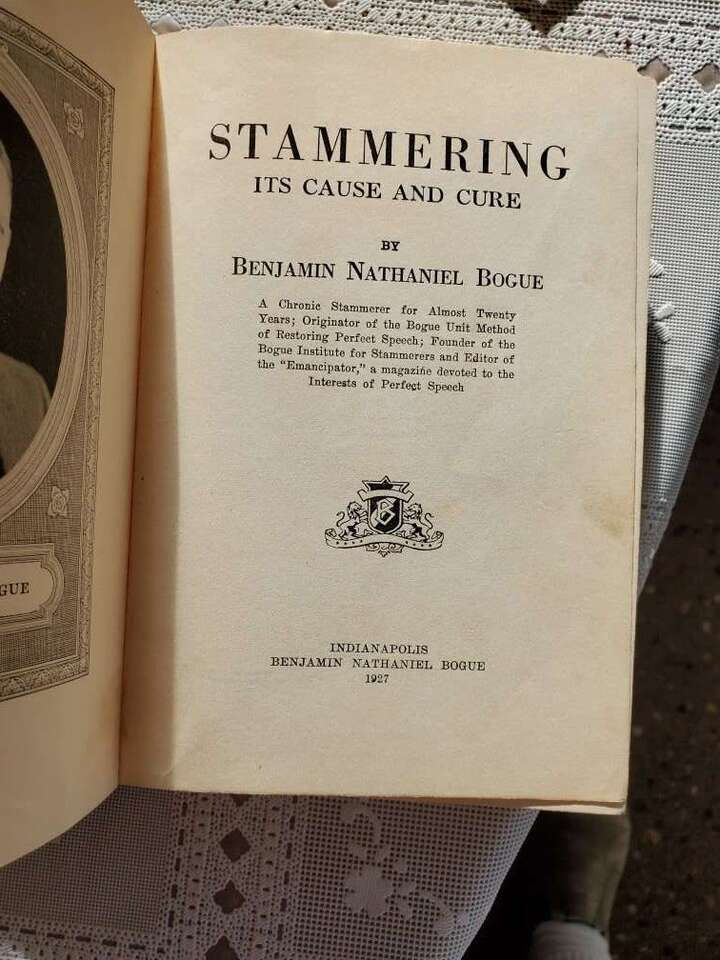 GUE
STAMMERING
ITS CAUSE AND CURE
BY
BENJAMIN NATHANIEL BOGUE
A Chronic Stammerer for Almost Twenty
Years; Originator of the Bogue Unit Method
of Restoring Perfect Speech; Founder of the
Bogue Institute for Stammerers and Editor of
the "Emancipator," a magazine devoted to the
Interests of Perfect Speech
B
INDIANAPOLIS
BENJAMIN NATHANIEL BOGUE
1927